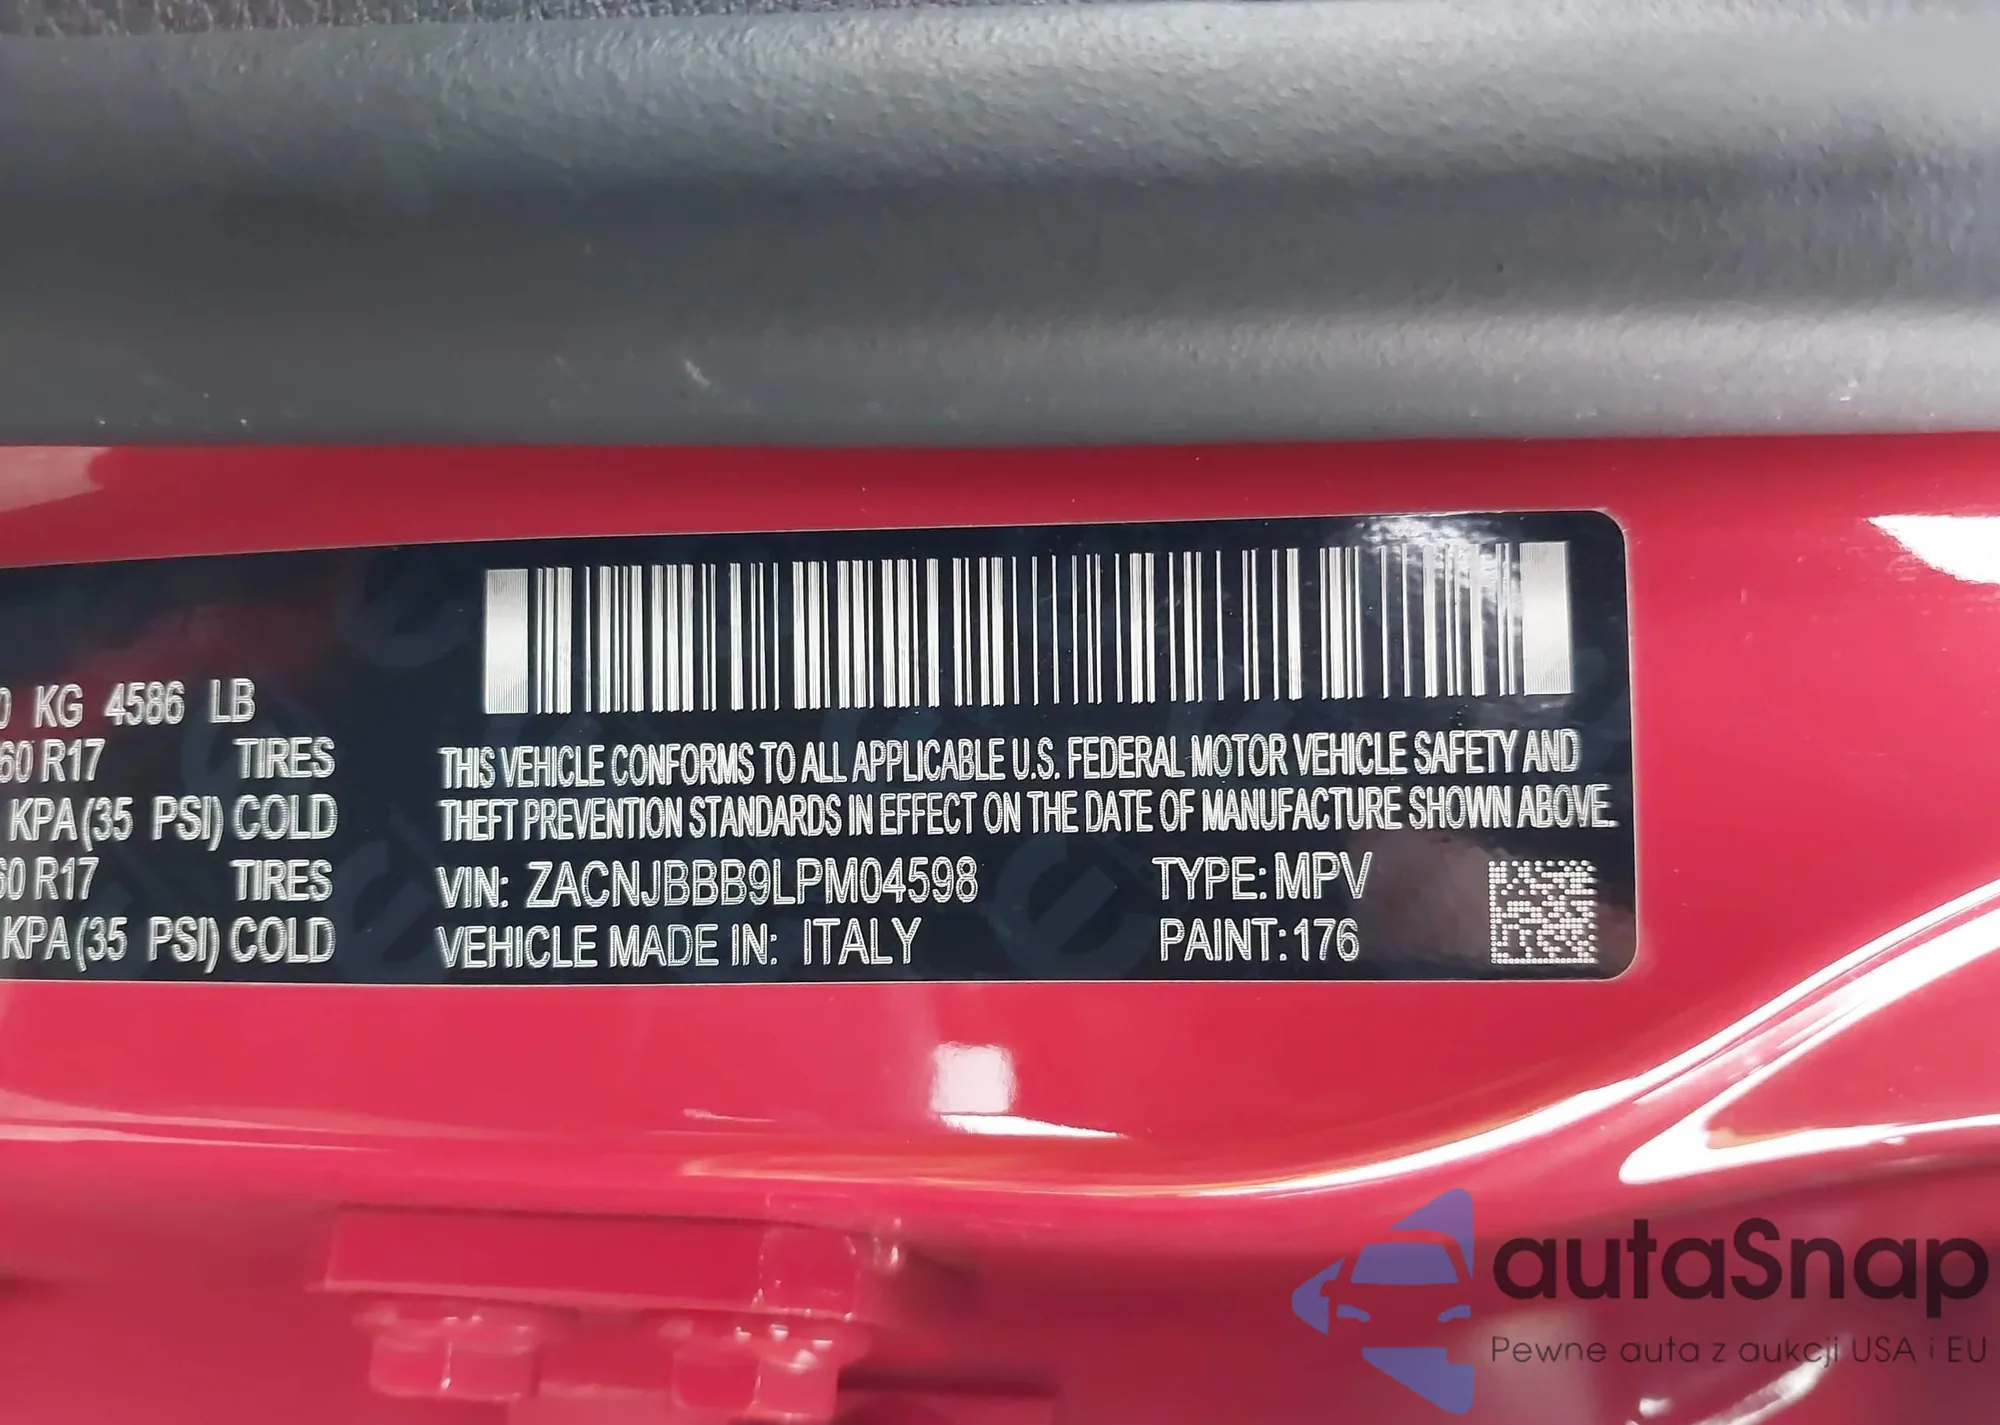 0 KG 4586 LB
60 R17 TIRES
KPA (35 PSI) COLD
60 R17 TIRES
KPA (35 PSI) COLD
THIS VEHICLE CONFORMS TO ALL APPLICABLE U.S. FEDERAL MOTOR VEHICLE SAFETY AND
THEFT PREVENTION STANDARDS IN EFFECT ON THE DATE OF MANUFACTURE SHOWN ABOVE.
VIN: ZACNJBBB9LPM04598 TYPE: MPV
VEHICLE MADE IN: ITALY PAINT: 176
autaSnap
Pewne auta z aukcji USA i EU